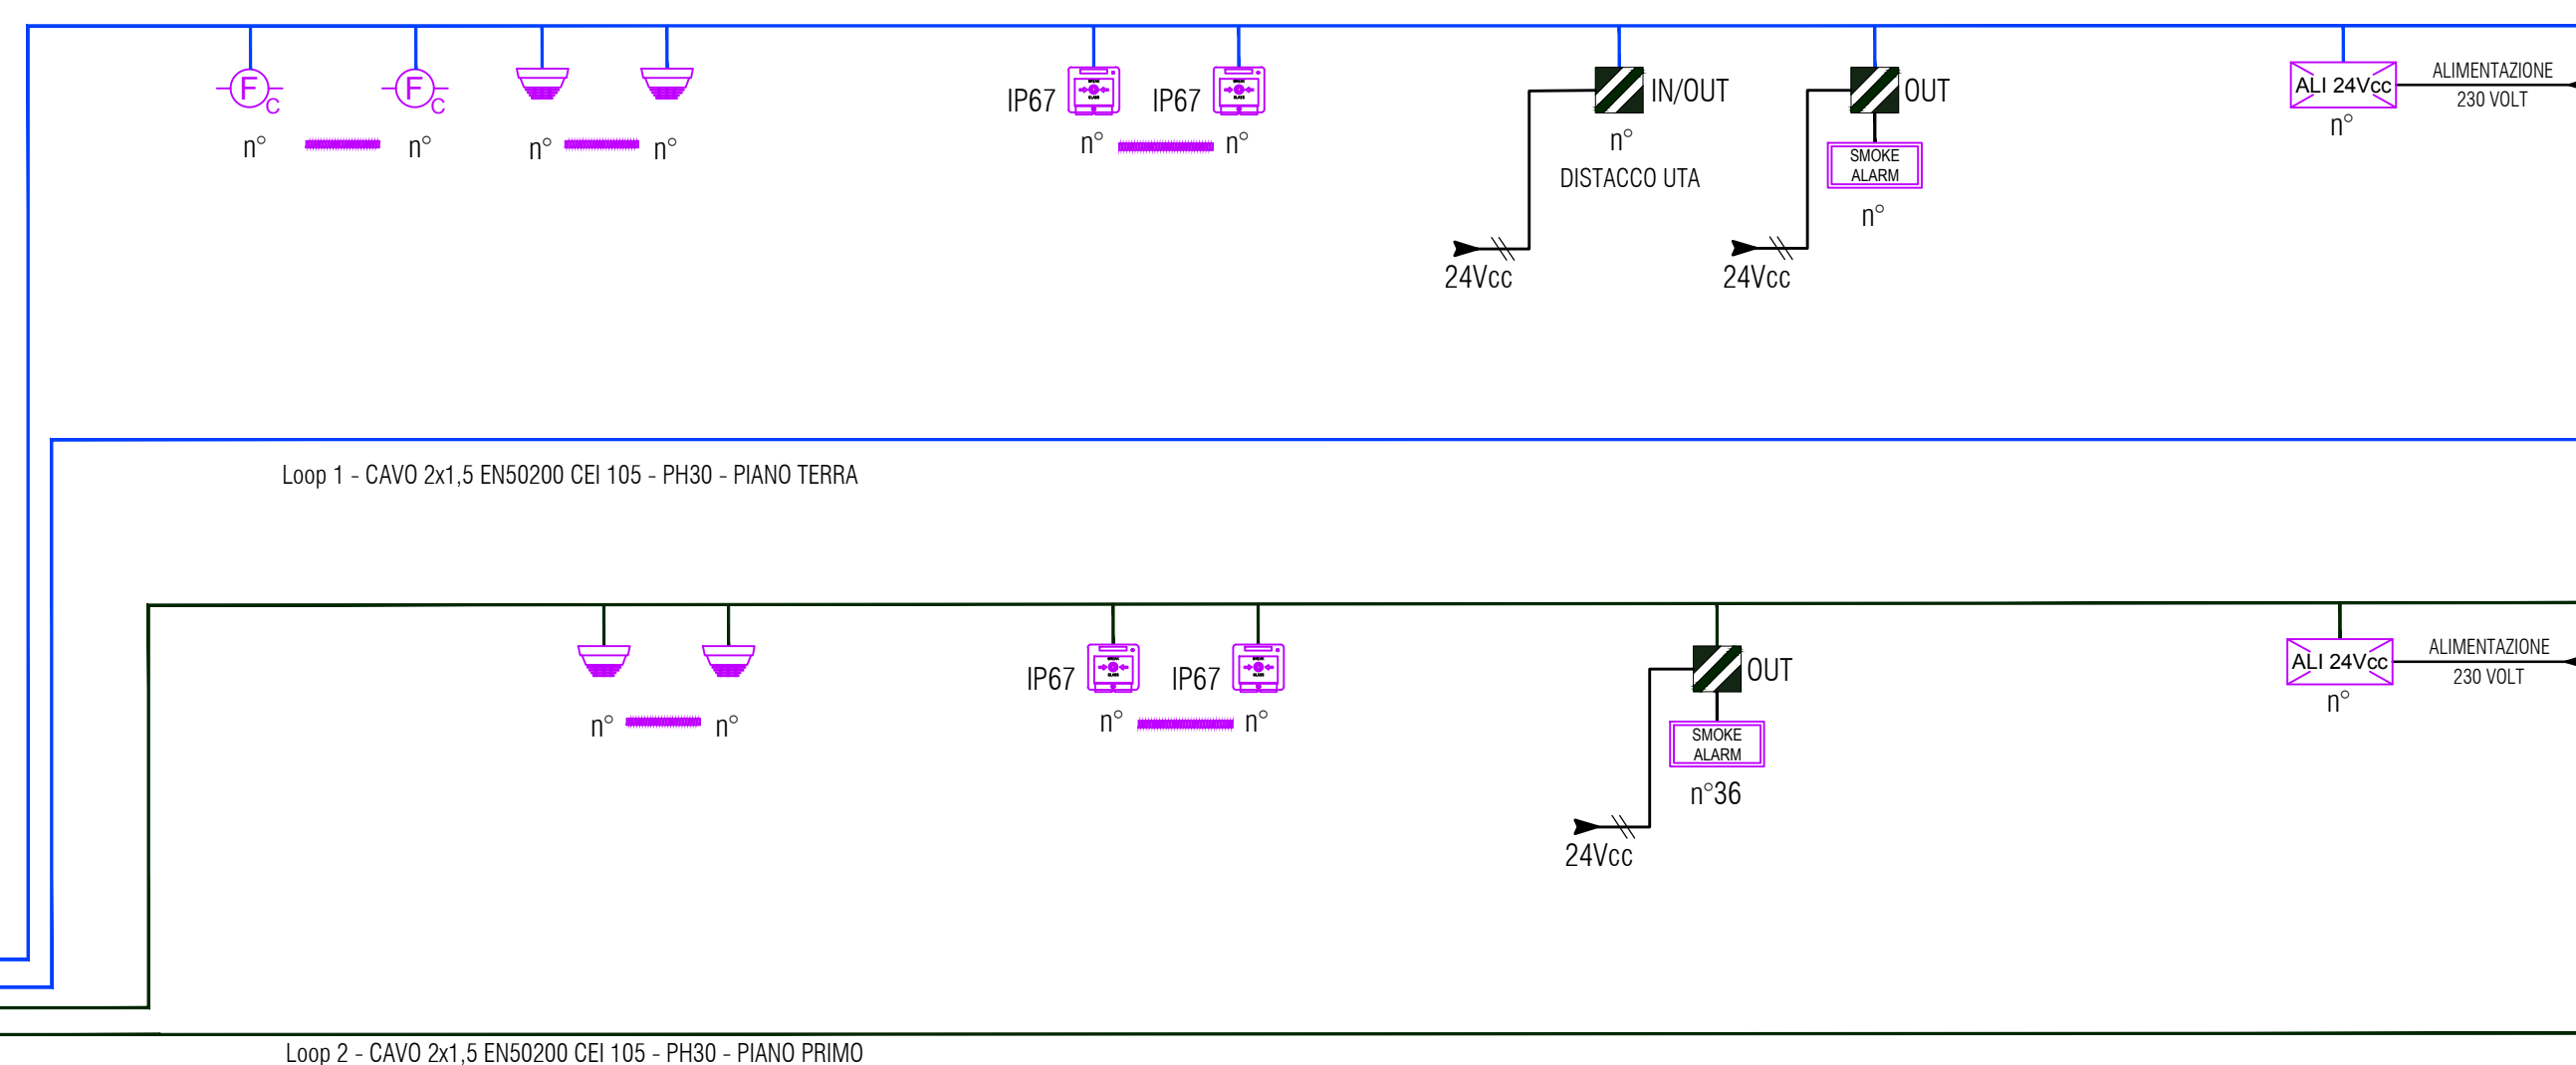 F
C
F
C
n°
n°
n°
n°
IP67
IP67
n°
n°
IN/OUT
n°
DISTACCO UTA
24Vcc
OUT
SMOKE
ALARM
n°
24Vcc
ALI 24Vcc
n°
ALIMENTAZIONE
230 VOLT
Loop 1 - CAVO 2x1,5 EN50200 CEI 105 - PH30 - PIANO TERRA
n°
n°
IP67
IP67
n°
n°
OUT
SMOKE
ALARM
n°36
24Vcc
ALI 24Vcc
n°
ALIMENTAZIONE
230 VOLT
Loop 2 - CAVO 2x1,5 EN50200 CEI 105 - PH30 - PIANO PRIMO